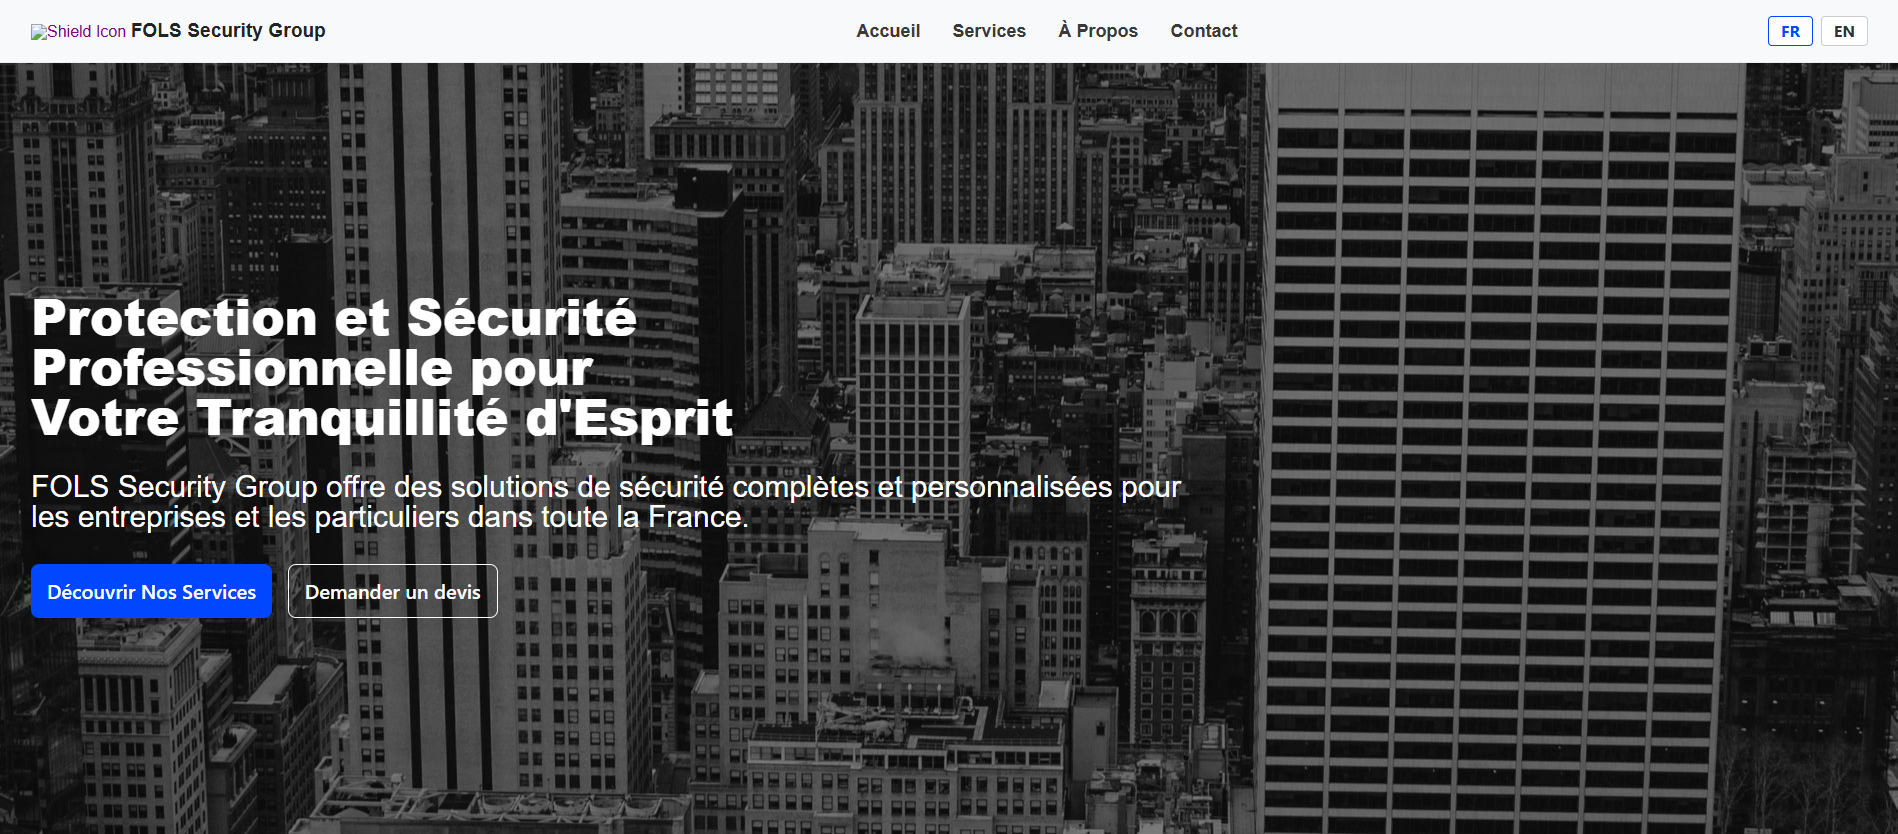 Shield Icon FOLS Security Group
Accueil Services À Propos Contact
FR EN
Protection et Sécurité
Professionnelle pour
Votre Tranquillité d'Esprit
FOLS Security Group offre des solutions de sécurité complètes et personnalisées pour
les entreprises et les particuliers dans toute la France.
Découvrir Nos Services
Demander un devis